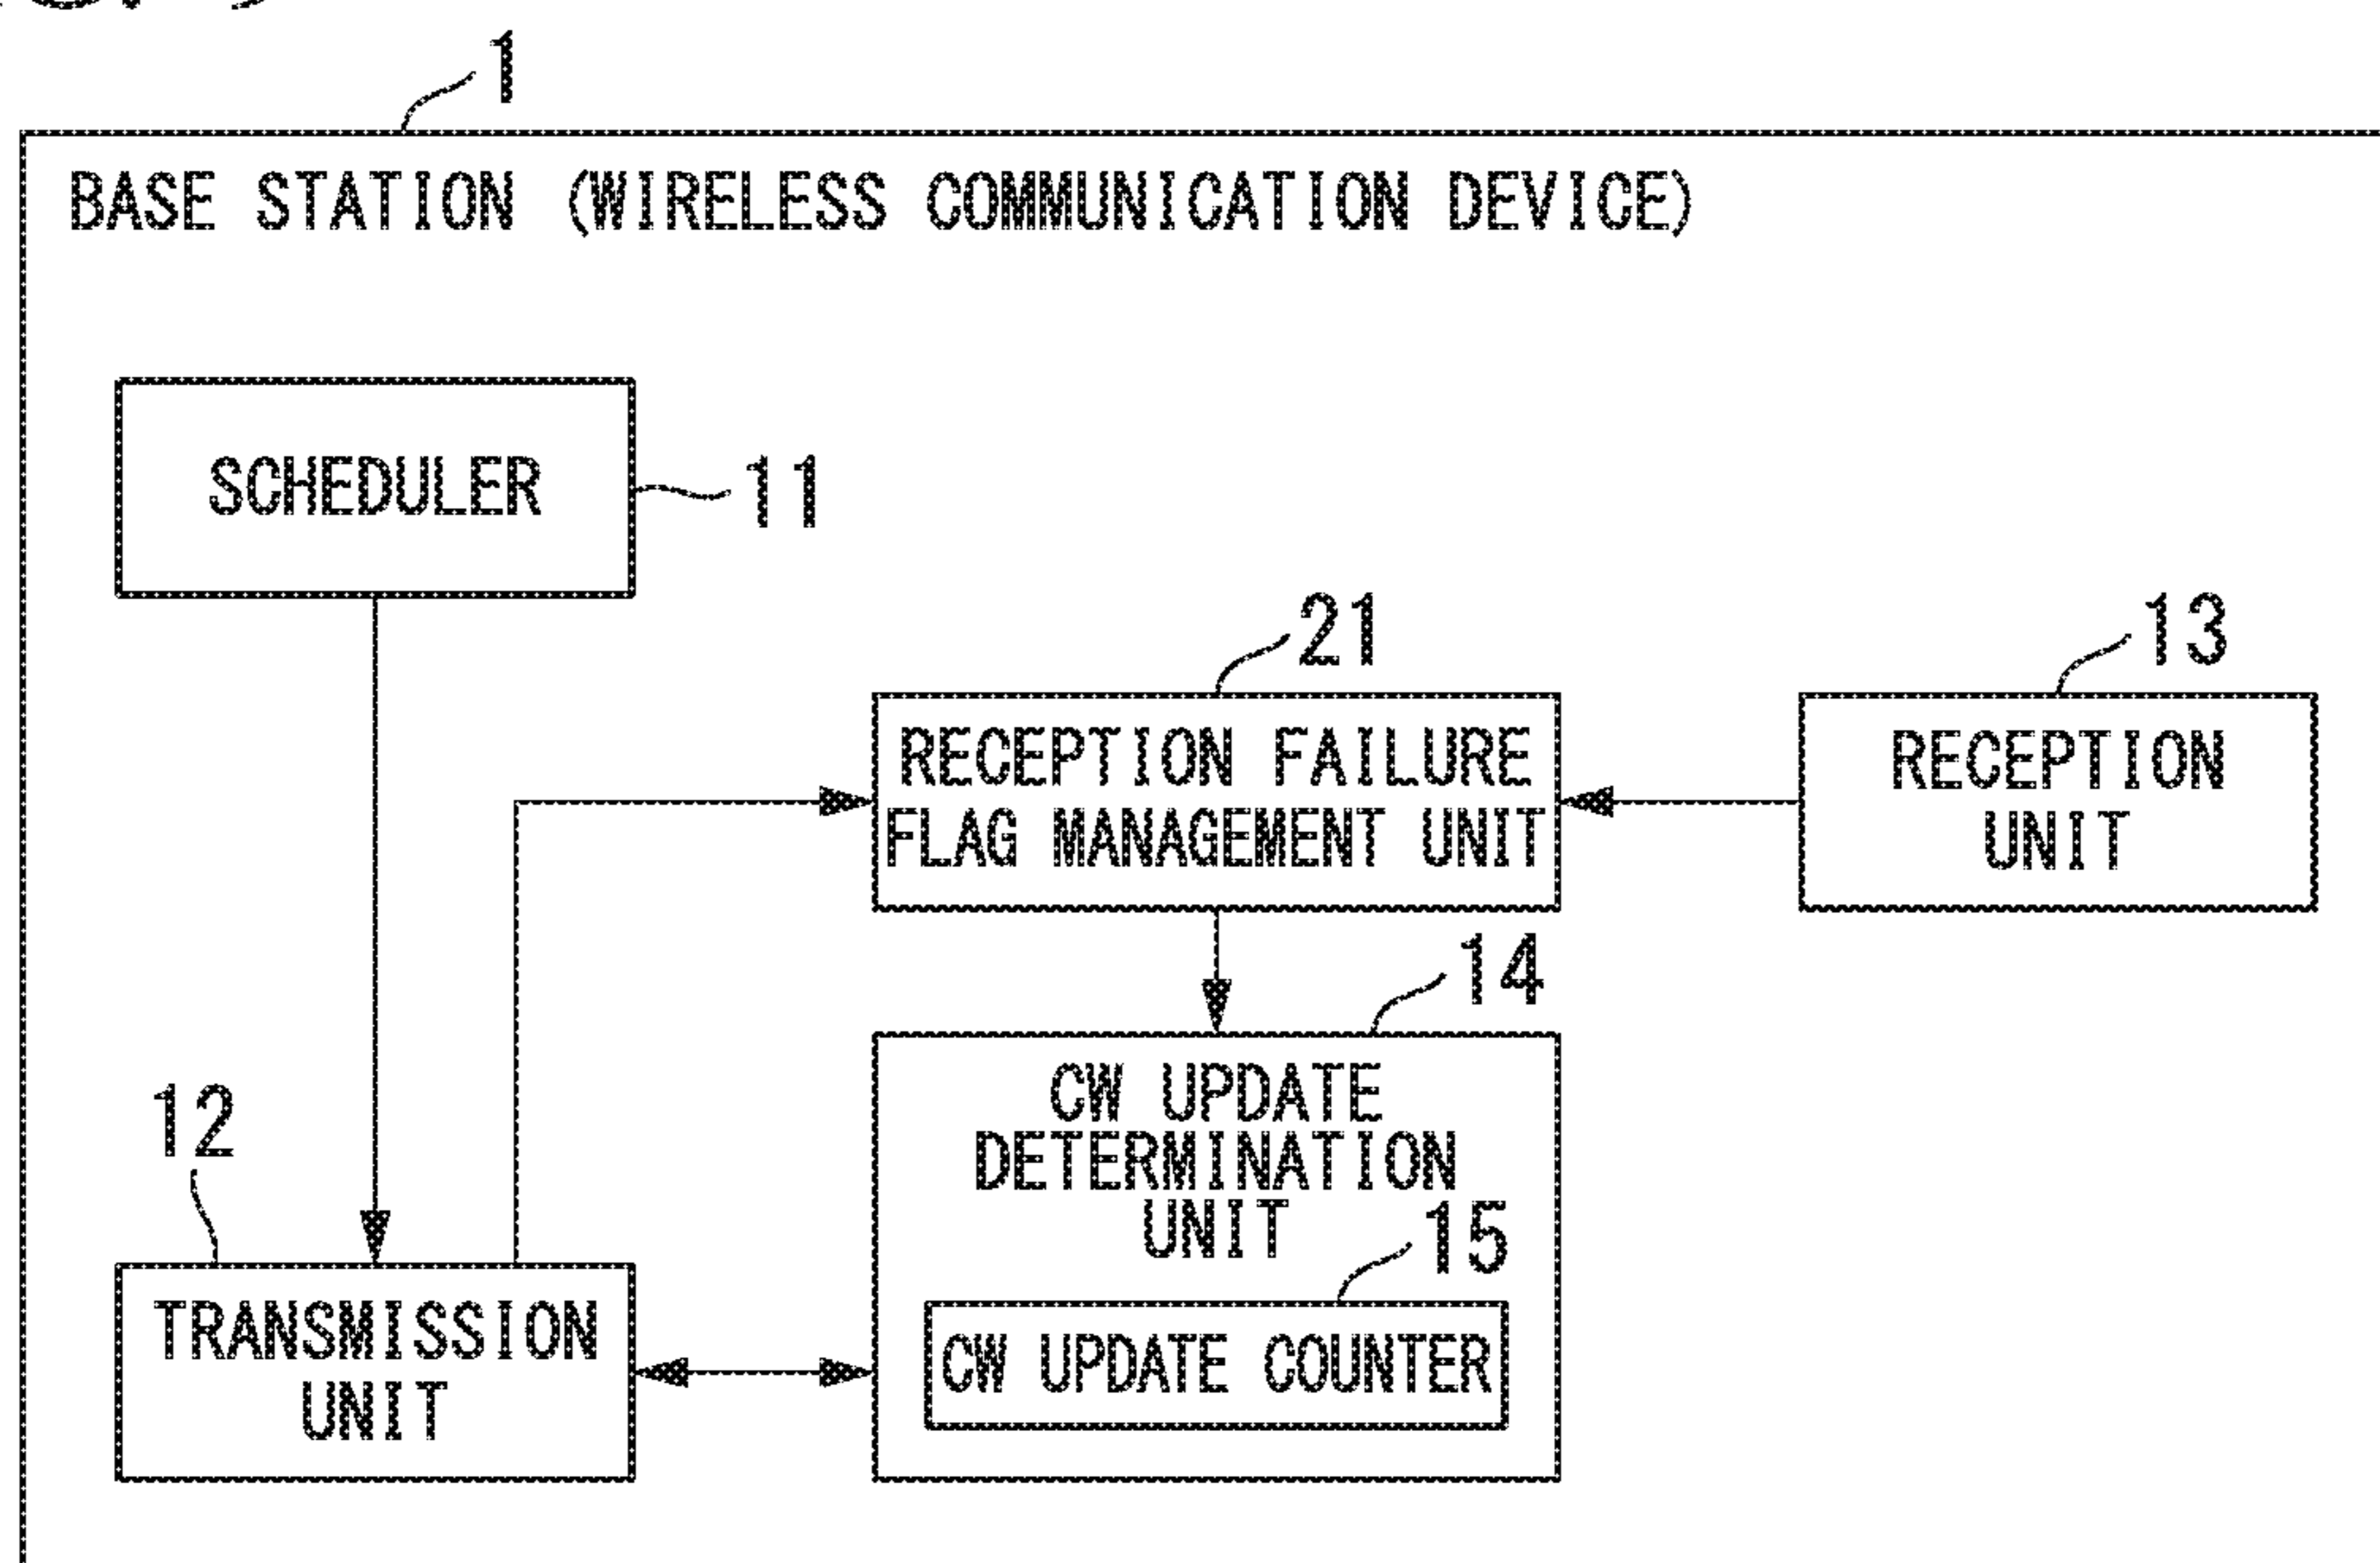 1
BASE STATION (WIRELESS COMMUNICATION DEVICE)
SCHEDULER
11
21
13
RECEPTION FAILURE
FLAG MANAGEMENT UNIT
RECEPTION
UNIT
14
CW UPDATE
DETERMINATION
UNIT
12
15
TRANSMISSION
UNIT
CW UPDATE COUNTER